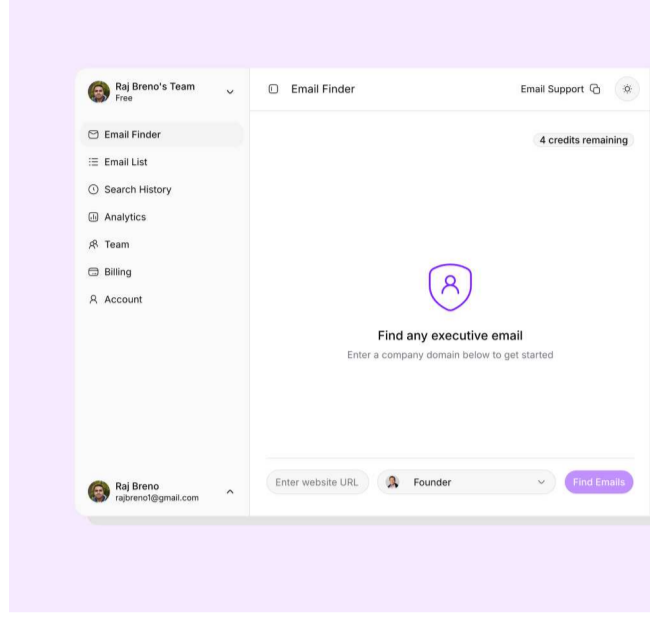 Raj Breno's Team
Free
Email Finder
Email Support
Email Finder
Email List
Search History
Analytics
Team
Billing
Account
4 credits remaining
Find any executive email
Enter a company domain below to get started
Raj Breno
rajbreno1@gmail.com
Enter website URL
Founder
Find Emails